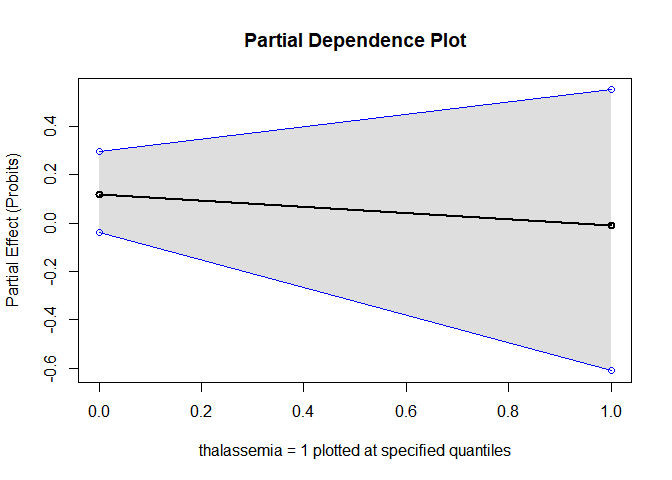 Partial Dependence Plot
Partial Effect (Probits)
0.4
0.2
0.0
-0.2
-0.4
-0.6
0.0 0.2 0.4 0.6 0.8 1.0
thalassemia = 1 plotted at specified quantiles